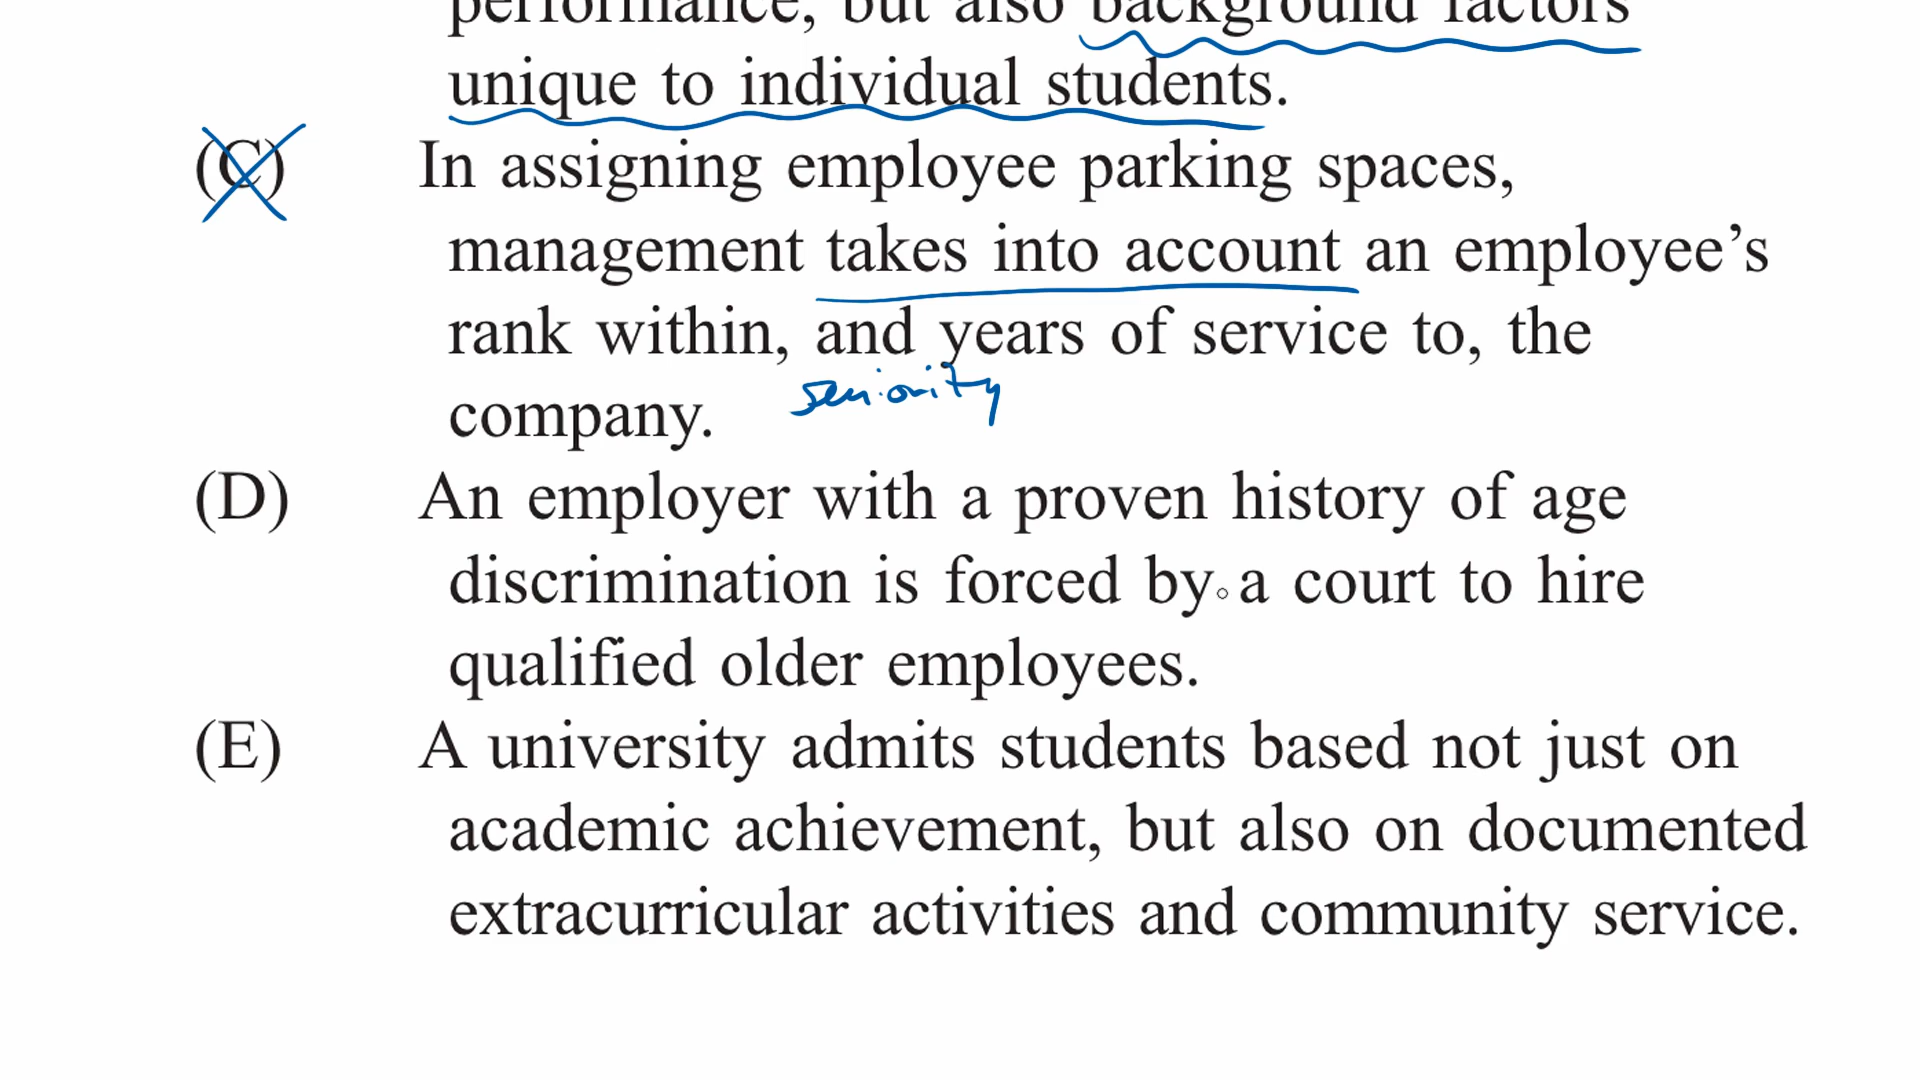 performance, but also background factors
unique to individual students.
(C) In assigning employee parking spaces,
management takes into account an employee’s
rank within, and years of service to, the
seniority
company.
(D) An employer with a proven history of age
discrimination is forced by a court to hire
qualified older employees.
(E) A university admits students based not just on
academic achievement, but also on documented
extracurricular activities and community service.